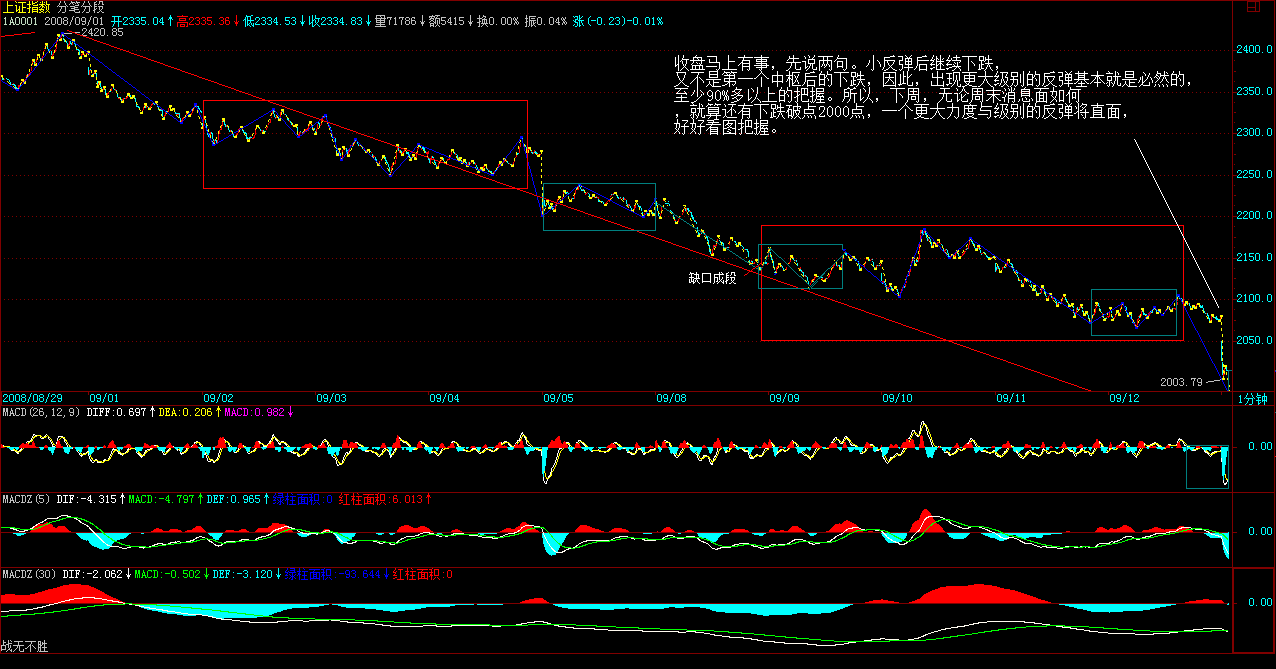 上证指数 分笔分段
1A0001 2008/09/01 开2335.04↑高2335.38↓低2334.53↓收2334.83↓量71786↓额5415↓换0.00% 振0.04% 涨(-0.23)-0.01%
2420.85
收盘马上有事，先说两句。小反弹后继续下跌，
又不是第一个中枢后的下跌，因此，出现更大级别的反弹基本就是必然的，
至少90%多以上的把握。所以，下周，无论周末消息面如何
，就算还有下跌破点2000点，一个更大力度与级别的反弹将直面，
好好看图把握。
2400.0
2350.0
2300.0
2250.0
2200.0
2150.0
2100.0
2050.0
缺口成段
2003.79
2008/08/29 09/01 09/02 09/03 09/04 09/05 09/08 09/09 09/10 09/11 09/12 1分钟
MACD(26,12,9) DIFF:0.697↑DEA:0.206↑MACD:0.982↓
0.00
MACDZ(5) DIF:-4.315↑MACD:-4.797↑DEF:0.965↑绿柱面积:0 红柱面积:8.013↑
0.00
MACDZ(30) DIF:-2.062↓MACD:-0.502↓DEF:-3.120↓绿柱面积:-93.644↓红柱面积:0
0.00
战无不胜